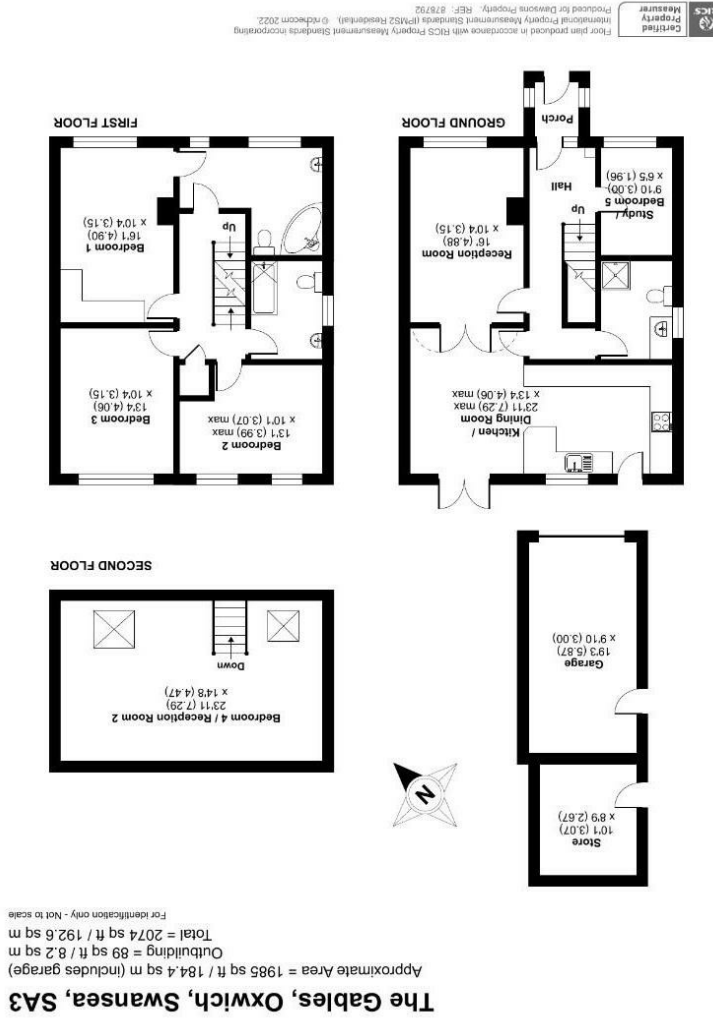 The Gables, Oxwich, Swansea, SA3
Approximate Area = 1985 sq ft / 184.4 sq m (includes garage)
Outbuilding = 89 sq ft / 8.2 sq m
Total = 2074 sq ft / 192.6 sq m
For identification only - Not to scale
Store
10'1 (3.07)
x 8'9 (2.67)
N
Garage
19'3 (5.87)
x 9'10 (3.00)
Down
Bedroom 4 / Reception Room 2
23'11 (7.29)
x 14'8 (4.47)
SECOND FLOOR
Kitchen /
Dining Room
23'11 (7.29) max
x 13'4 (4.06) max
Reception Room
16' (4.88)
x 10'4 (3.15)
Up
Hall
Study /
Bedroom 5
9'10 (3.00)
x 6'5 (1.96)
Porch
GROUND FLOOR
Bedroom 2
13'1 (3.99) max
x 10'1 (3.07) max
Bedroom 3
13'4 (4.06)
x 10'4 (3.15)
Up
Bedroom 1
16'1 (4.90)
x 10'4 (3.15)
FIRST FLOOR
RICS
Certified
Property
Measurer
Floor plan produced in accordance with RICS Property Measurement Standards incorporating
International Property Measurement Standards (IPMS2 Residential). © nichecom 2022.
Produced for Dawsons Property. REF: 878792